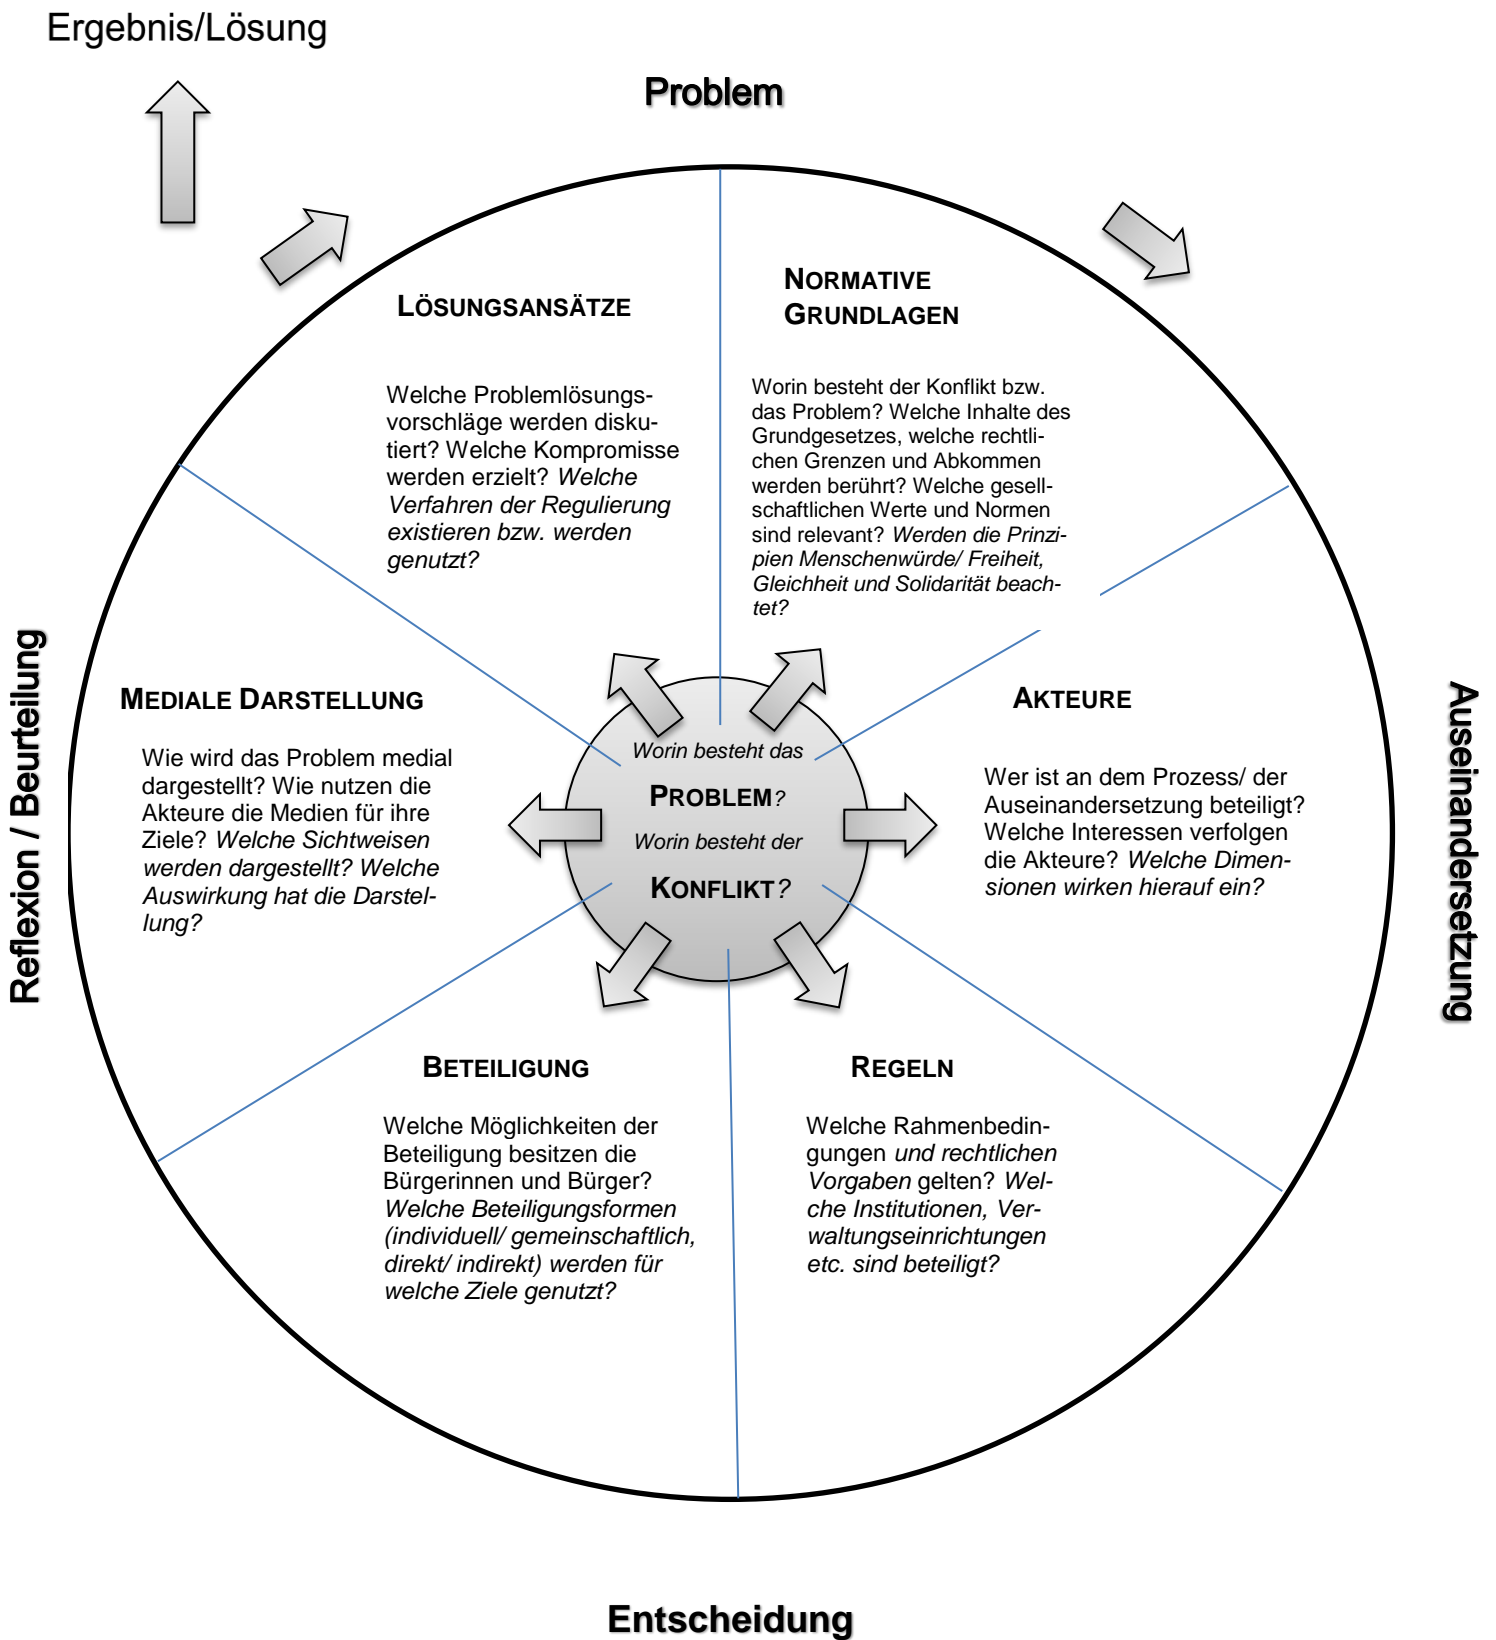 Ergebnis/Lösung
Problem
LÖSUNGSANSÄTZE
Welche Problemlösungs-
vorschläge werden disku-
tiert? Welche Kompromisse
werden erzielt? Welche
Verfahren der Regulierung
existieren bzw. werden
genutzt?
NORMATIVE
GRUNDLAGEN
Worin besteht der Konflikt bzw.
das Problem? Welche Inhalte des
Grundgesetzes, welche rechtli-
chen Grenzen und Abkommen
werden berührt? Welche gesell-
schaftlichen Werte und Normen
sind relevant? Werden die Prinzi-
pien Menschenwürde/ Freiheit,
Gleichheit und Solidarität beach-
tet?
Reflexion / Beurteilung
MEDIALE DARSTELLUNG
Wie wird das Problem medial
dargestellt? Wie nutzen die
Akteure die Medien für ihre
Ziele? Welche Sichtweisen
werden dargestellt? Welche
Auswirkung hat die Darstel-
lung?
Worin besteht das
PROBLEM?
Worin besteht der
KONFLIKT?
AKTEURE
Wer ist an dem Prozess/ der
Auseinandersetzung beteiligt?
Welche Interessen verfolgen
die Akteure? Welche Dimen-
sionen wirken hierauf ein?
Auseinandersetzung
BETEILIGUNG
Welche Möglichkeiten der
Beteiligung besitzen die
Bürgerinnen und Bürger?
Welche Beteiligungsformen
(individuell/ gemeinschaftlich,
direkt/ indirekt) werden für
welche Ziele genutzt?
REGELN
Welche Rahmenbedin-
gungen und rechtlichen
Vorgaben gelten? Wel-
che Institutionen, Ver-
waltungseinrichtungen
etc. sind beteiligt?
Entscheidung